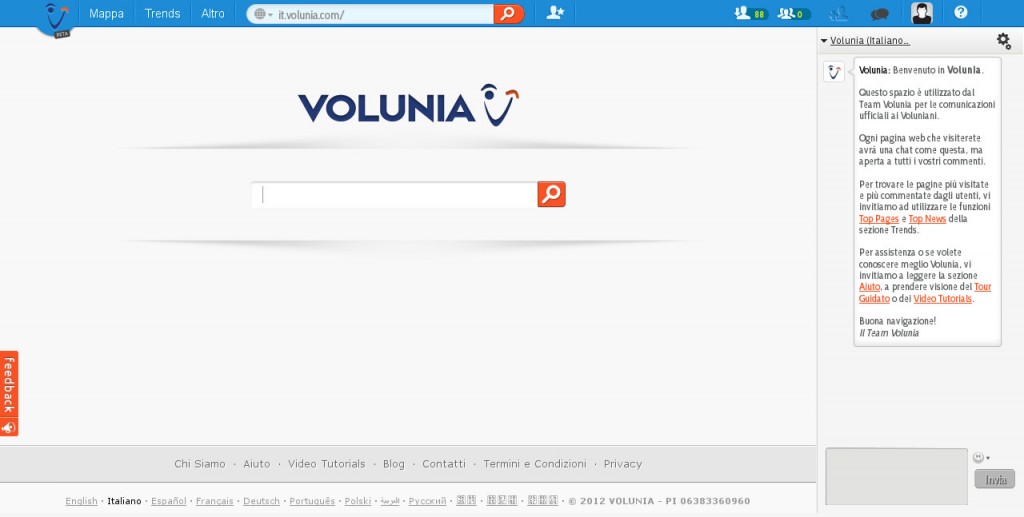 Mappa Trends Altro it.volunia.com/ 88 0
BETA
Volunia (Italiano..
VOLUNIA
Volunia: Benvenuto in Volunia.
Questo spazio è utilizzato dal
Team Volunia per le comunicazioni
ufficiali ai Voluniani.
Ogni pagina web che visiterete
avrà una chat come questa, ma
aperta a tutti i vostri commenti.
Per trovare le pagine più visitate
e più commentate dagli utenti, vi
invitiamo ad utilizzare le funzioni
Top Pages e Top News della
sezione Trends.
Per assistenza o se volete
conoscere meglio Volunia, vi
invitiamo a leggere la sezione
Aiuto, a prendere visione del Tour
Guidato o dei Video Tutorials.
Buona navigazione!
Il Team Volunia
feedback
Invia
Chi Siamo · Aiuto · Video Tutorials · Blog · Contatti · Termini e Condizioni · Privacy
English · Italiano · Español · Français · Deutsch · Português · Polski · العربية · Русский · © 2012 VOLUNIA - PI 06383360960